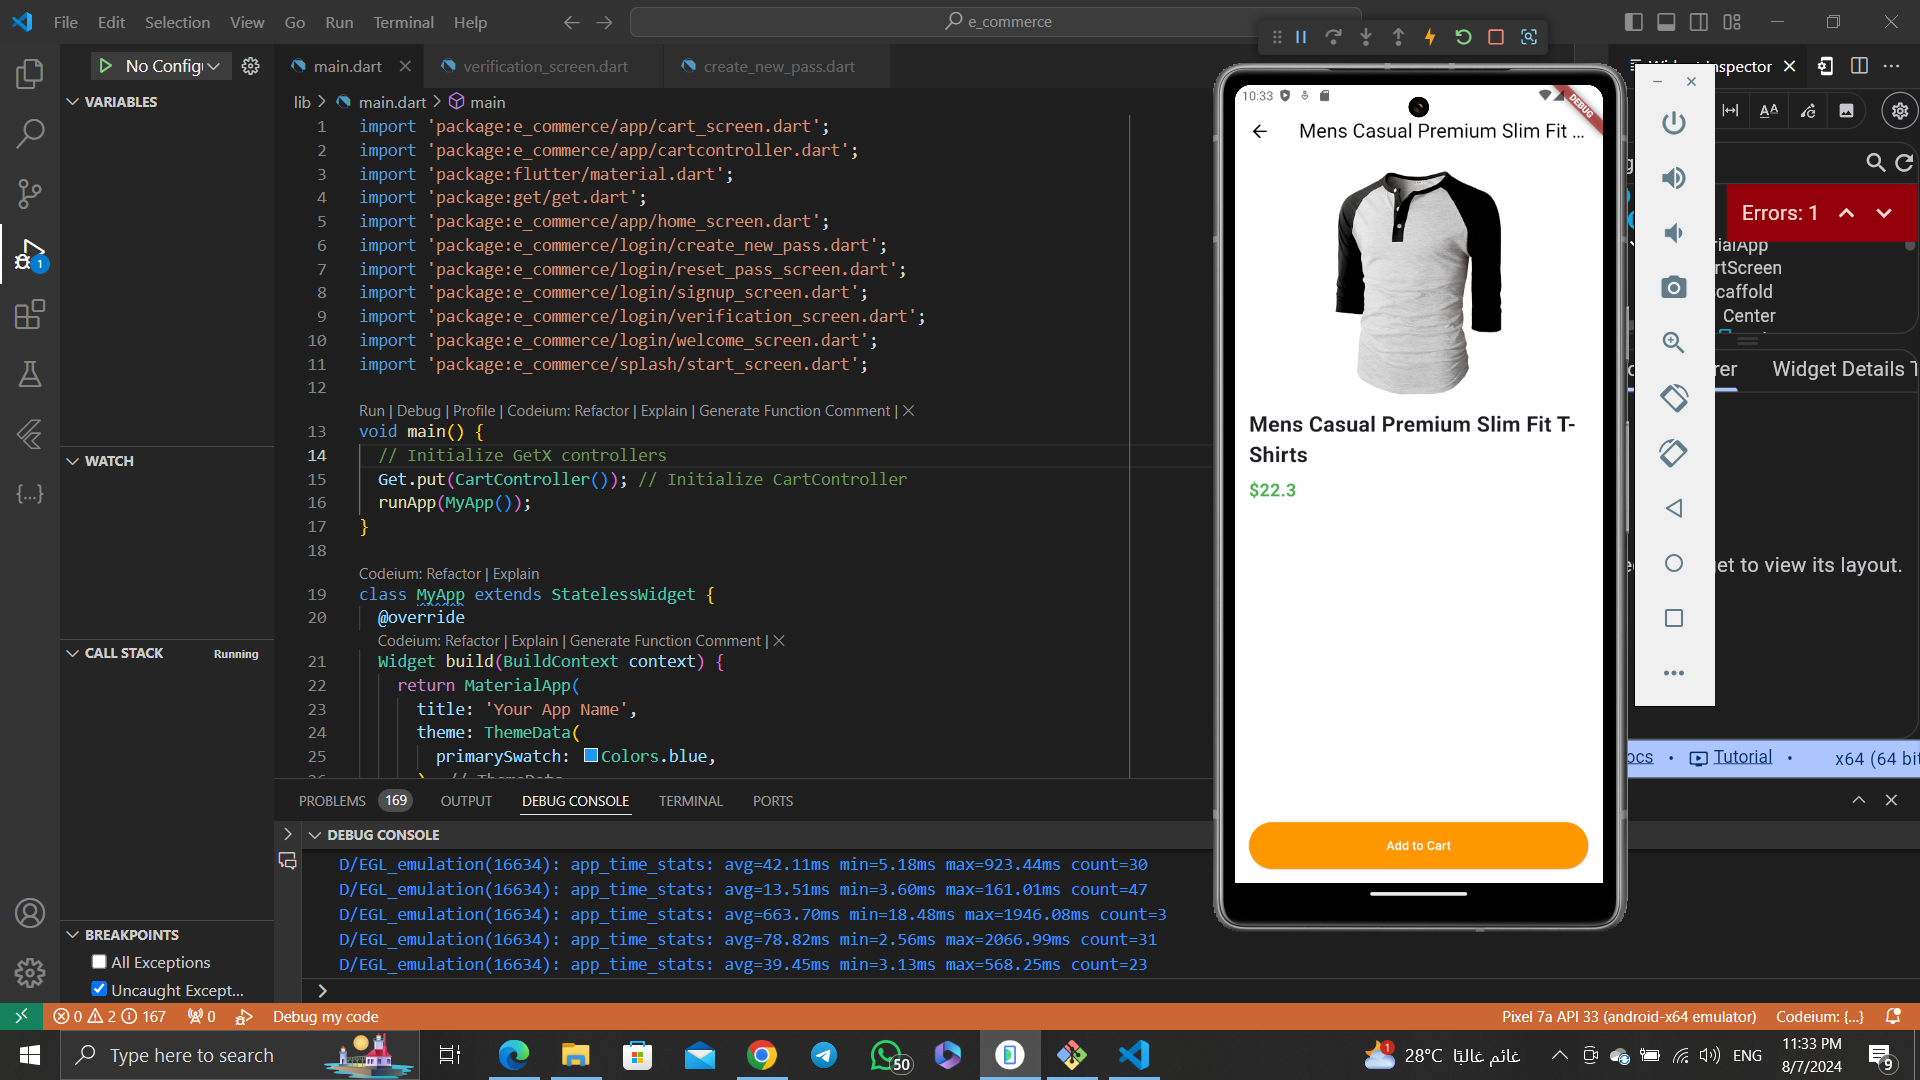 File Edit Selection View Go Run Terminal Help
e_commerce
No Config
main.dart
verification_screen.dart
create_new_pass.dart
Inspector
lib > main.dart > main
VARIABLES
WATCH
CALL STACK
Running
BREAKPOINTS
All Exceptions
Uncaught Except...
1 import 'package:e_commerce/app/cart_screen.dart';
2 import 'package:e_commerce/app/cartcontroller.dart';
3 import 'package:flutter/material.dart';
4 import 'package:get/get.dart';
5 import 'package:e_commerce/app/home_screen.dart';
6 import 'package:e_commerce/login/create_new_pass.dart';
7 import 'package:e_commerce/login/reset_pass_screen.dart';
8 import 'package:e_commerce/login/signup_screen.dart';
9 import 'package:e_commerce/login/verification_screen.dart';
10 import 'package:e_commerce/login/welcome_screen.dart';
11 import 'package:e_commerce/splash/start_screen.dart';
12
Run | Debug | Profile | Codeium: Refactor | Explain | Generate Function Comment | ×
13 void main() {
14 // Initialize GetX controllers
15 Get.put(CartController()); // Initialize CartController
16 runApp(MyApp());
17 }
18
Codeium: Refactor | Explain
19 class MyApp extends StatelessWidget {
20 @override
Codeium: Refactor | Explain | Generate Function Comment | ×
21 Widget build(BuildContext context) {
22 return MaterialApp(
23 title: 'Your App Name',
24 theme: ThemeData(
25 primarySwatch: Colors.blue,
PROBLEMS 169 OUTPUT DEBUG CONSOLE TERMINAL PORTS
DEBUG CONSOLE
D/EGL_emulation(16634): app_time_stats: avg=42.11ms min=5.18ms max=923.44ms count=30
D/EGL_emulation(16634): app_time_stats: avg=13.51ms min=3.60ms max=161.01ms count=47
D/EGL_emulation(16634): app_time_stats: avg=663.70ms min=18.48ms max=1946.08ms count=3
D/EGL_emulation(16634): app_time_stats: avg=78.82ms min=2.56ms max=2066.99ms count=31
D/EGL_emulation(16634): app_time_stats: avg=39.45ms min=3.13ms max=568.25ms count=23
10:33
DEBUG
Mens Casual Premium Slim Fit ...
Mens Casual Premium Slim Fit T-
Shirts
$22.3
Add to Cart
Errors: 1
rialApp
rtScreen
caffold
Center
rer
Widget Details T
et to view its layout.
ocs • Tutorial • x64 (64 bit
0 2 167 0 Debug my code
Pixel 7a API 33 (android-x64 emulator) Codeium: {...}
Type here to search
50
1
28°C غائم غالبًا
ENG
11:33 PM
8/7/2024
9